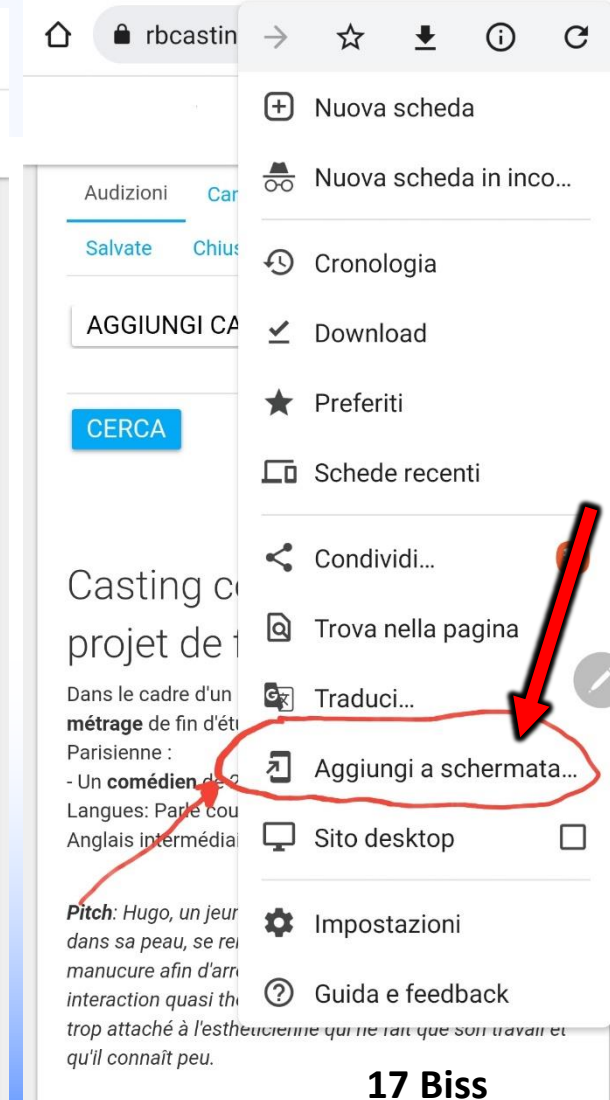 rbcastin
Audizioni Car
Salvate Chius
AGGIUNGI CA
CERCA
Casting co
projet de f
Dans le cadre d'un
métrage de fin d'étu
Parisienne :
- Un comédien de 2
Langues: Parle cou
Anglais intermédiai
Pitch: Hugo, un jeun
dans sa peau, se re
manucure afin d'arr
interaction quasi th
trop attaché à l'esthéticienne qui ne fait que son travail et
qu'il connaît peu.
Nuova scheda
Nuova scheda in inco...
Cronologia
Download
Preferiti
Schede recenti
Condividi...
Trova nella pagina
Traduci...
Aggiungi a schermata...
Sito desktop
Impostazioni
Guida e feedback
17 Biss